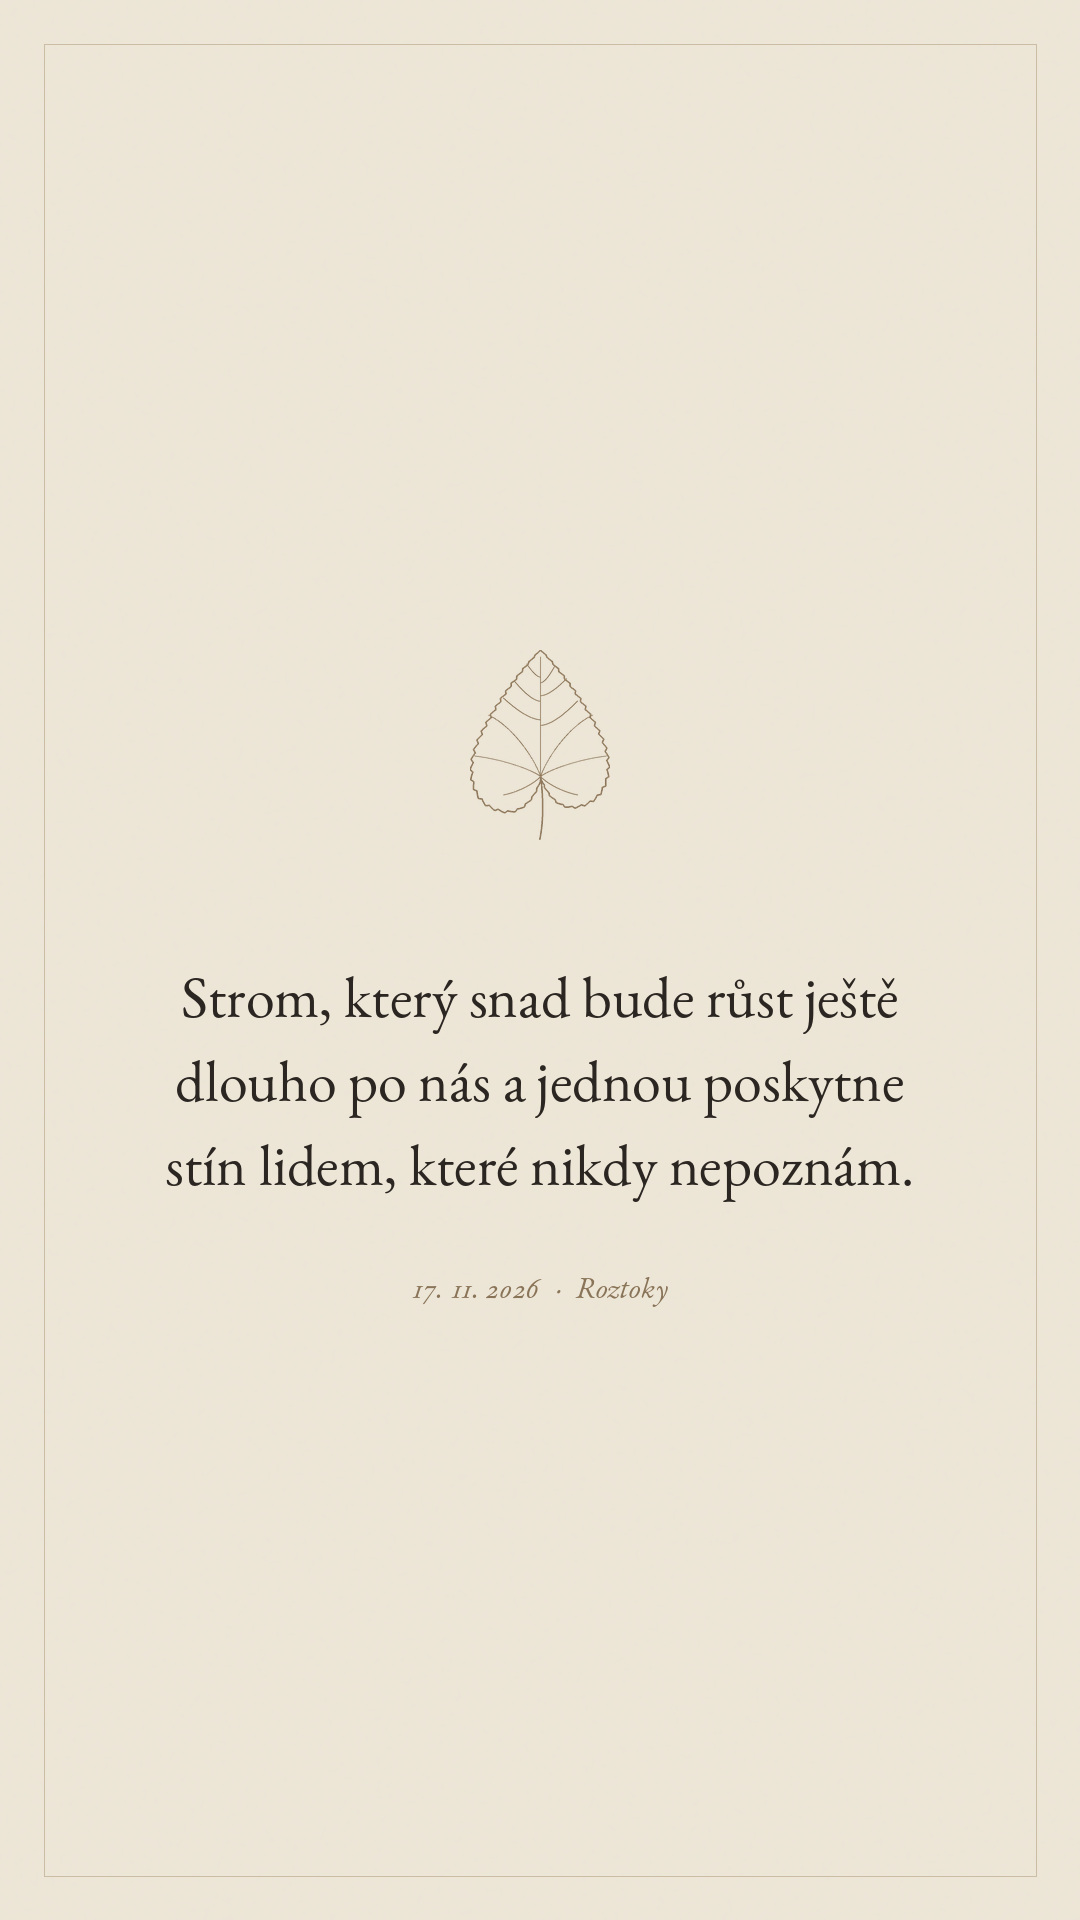 Strom, který snad bude růst ještě
dlouho po nás a jednou poskytne
stín lidem, které nikdy nepoznám.
17. 11. 2026 · Roztoky